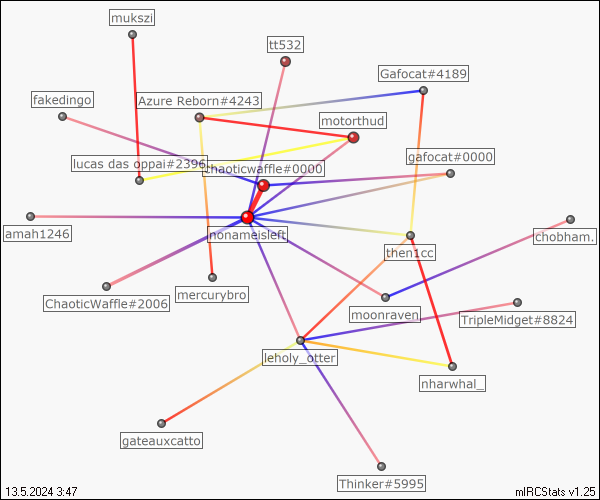 mukszi
tt532
Gafocat#4189
fakedingo
Azure Reborn#4243
motorthud
gafocat#0000
lucas das oppai#2396
chaoticwaffle#0000
amah1246
nonameisleft
then1cc
chobham.
ChaoticWaffle#2006
mercurybro
moonraven
TripleMidget#8824
leholy_otter
nharwhal_
gateauxcatto
Thinker#5995
13.5.2024 3:47
mIRCStats v1.25